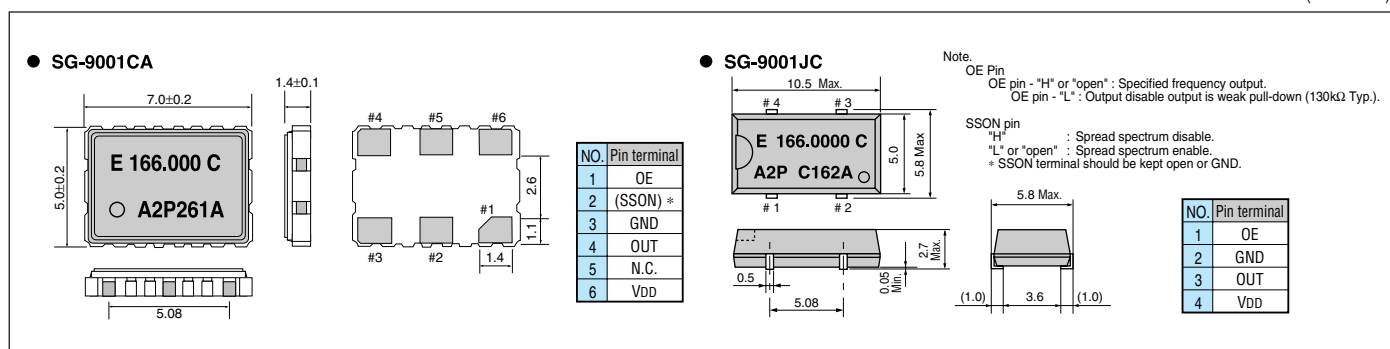 ● SG-9001CA
1.4±0.1
7.0±0.2
5.0±0.2
E 166.000 C
A2P261A
5.08
#4 #5 #6
#1
#3 #2
2.6
1.1
1.4
NO. Pin terminal
1 OE
2 (SSON) *
3 GND
4 OUT
5 N.C.
6 VDD
● SG-9001JC
10.5 Max.
# 4 # 3
E 166.0000 C
A2P C162A
# 1 # 2
5.0
5.8 Max
2.7 Max.
0.05 Min.
0.5
5.08
Note.
OE Pin
OE pin - "H" or "open" : Specified frequency output.
OE pin - "L" : Output disable output is weak pull-down (130kΩ Typ.).
SSON pin
"H" : Spread spectrum disable.
"L" or "open" : Spread spectrum enable.
* SSON terminal should be kept open or GND.
5.8 Max.
(1.0) 3.6 (1.0)
NO. Pin terminal
1 OE
2 GND
3 OUT
4 VDD